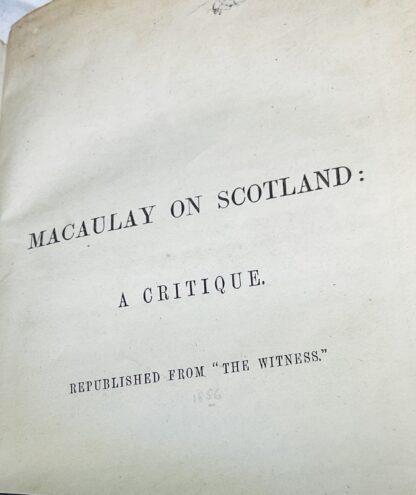 MACAULAY ON SCOTLAND:
A CRITIQUE.
REPUBLISHED FROM "THE WITNESS."
1856